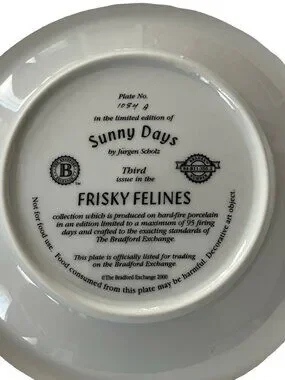 Plate No.
1054 A
in the limited edition of
Sunny Days
by Jürgen Scholz
B
Third
issue in the
FRISKY FELINES
collection which is produced on hard-fire porcelain
in an edition limited to a maximum of 95 firing
days and crafted to the exacting standards of
The Bradford Exchange.
This plate is officially listed for trading
on the Bradford Exchange.
©The Bradford Exchange 2000
Not for food use. Food consumed from this plate may be harmful. Decorative art object.